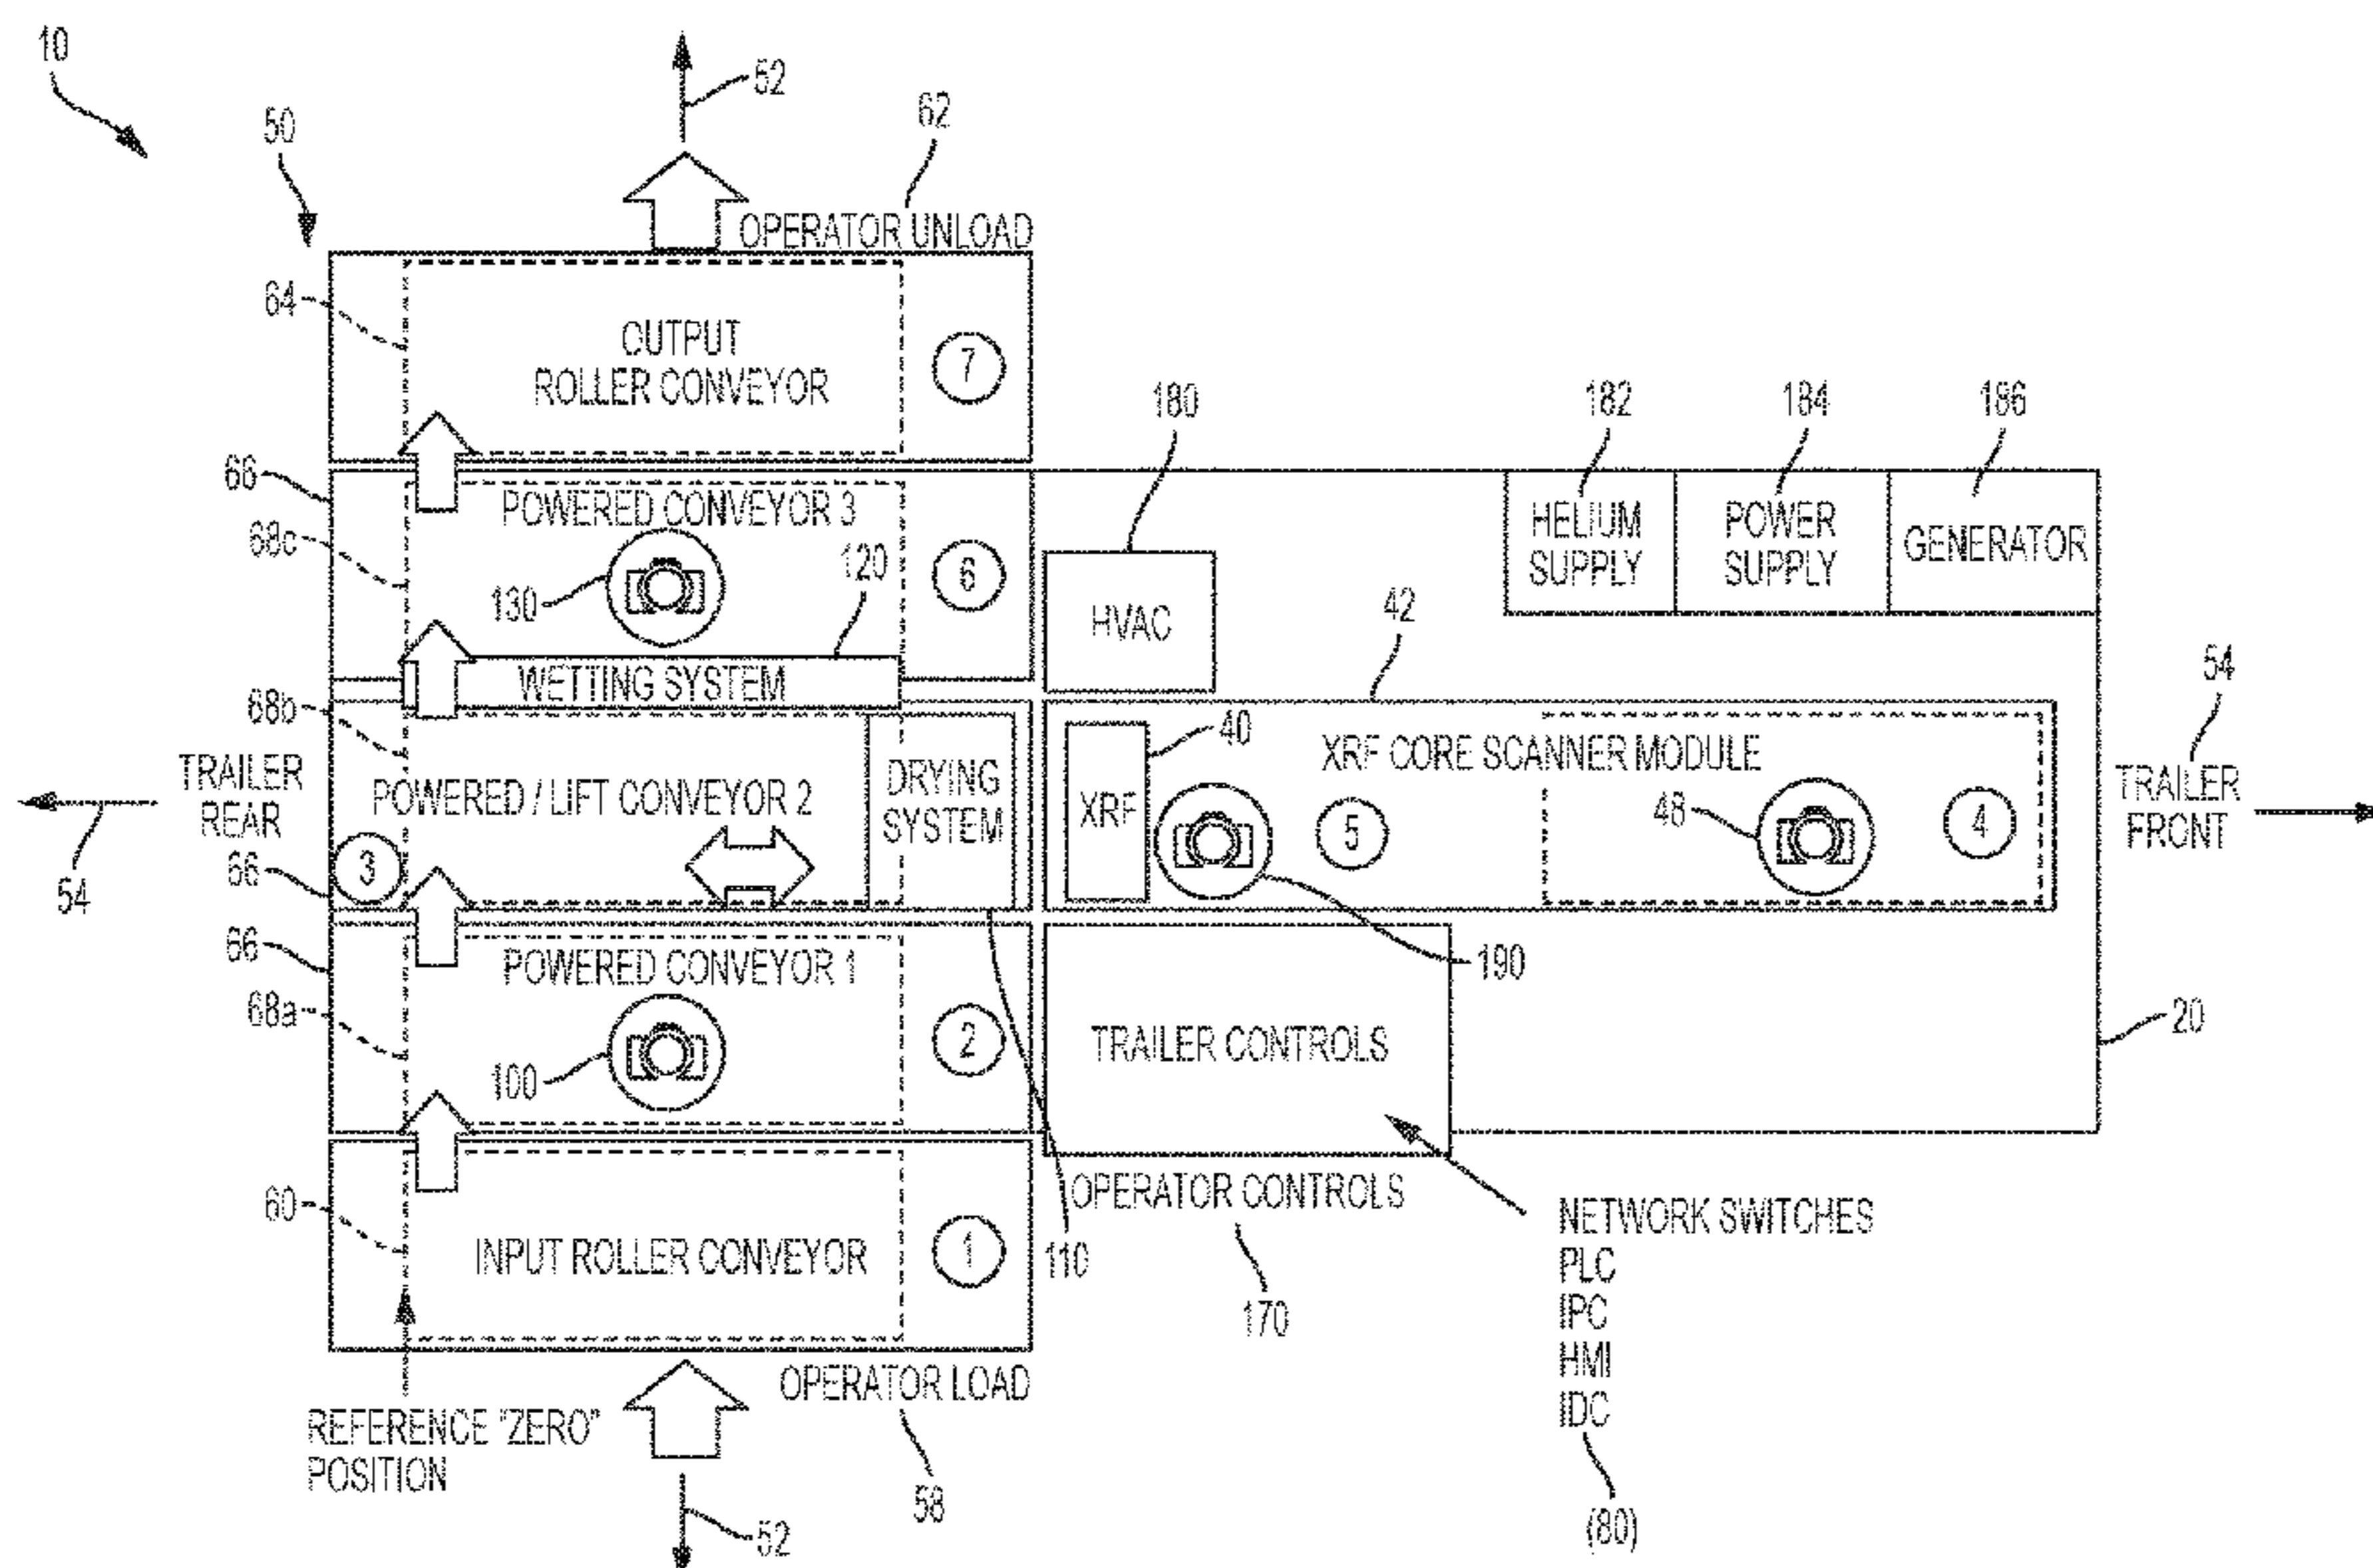 10
52
62
50
OPERATOR UNLOAD
64
OUTPUT
ROLLER CONVEYOR
7
180
182
184
186
66
POWERED CONVEYOR 3
68c
120
130
6
HELIUM
SUPPLY
POWER
SUPPLY
GENERATOR
HVAC
42
WETTING SYSTEM
68b
40
54
TRAILER
REAR
POWERED / LIFT CONVEYOR 2
DRYING
SYSTEM
XRF
XRF CORE SCANNER MODULE
5
48
4
TRAILER
FRONT
54
66
3
66
POWERED CONVEYOR 1
190
68a
100
2
TRAILER CONTROLS
20
60
INPUT ROLLER CONVEYOR
1
110
OPERATOR CONTROLS
170
NETWORK SWITCHES
PLC
IPC
HMI
IDC
(80)
OPERATOR LOAD
REFERENCE "ZERO"
POSITION
58
52